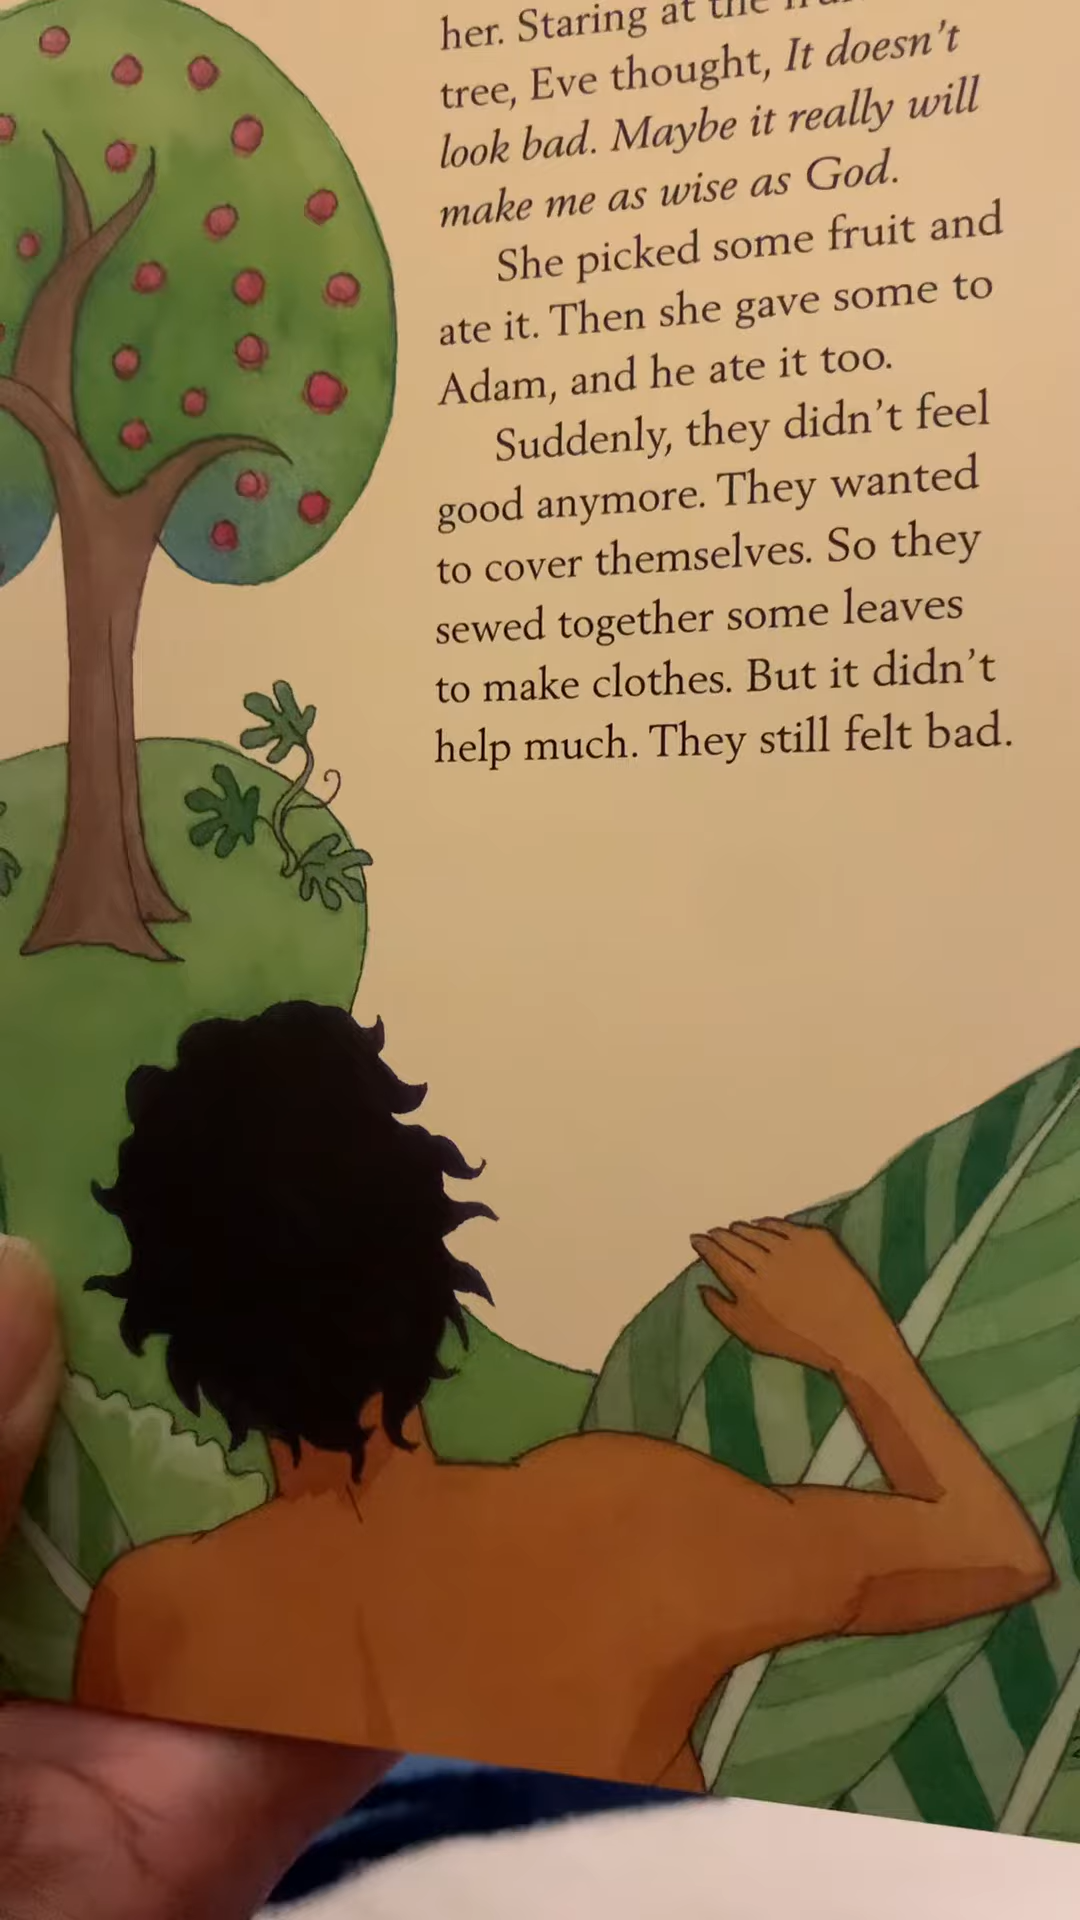 her. Staring at the
tree, Eve thought, It doesn't
look bad. Maybe it really will
make me as wise as God.
She picked some fruit and
ate it. Then she gave some to
Adam, and he ate it too.
Suddenly, they didn't feel
good anymore. They wanted
to cover themselves. So they
sewed together some leaves
to make clothes. But it didn't
help much. They still felt bad.